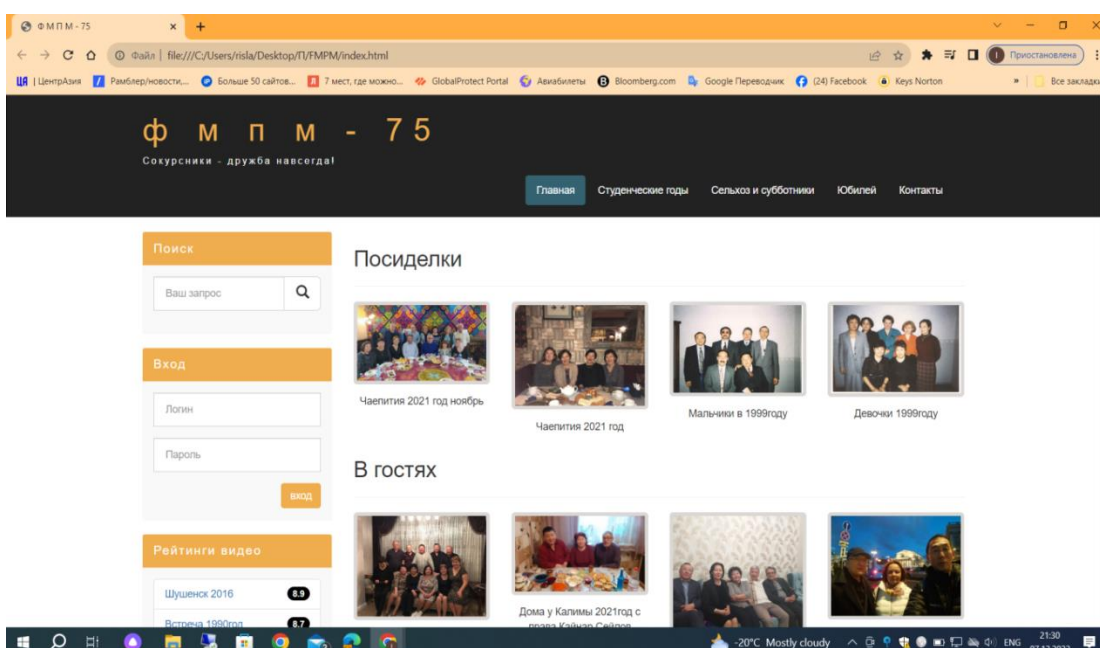 Ф М П М - 75
Файл | file:///C:/Users/risla/Desktop/П/FMPM/index.html
Приостановлена
ЦА | ЦентрАзия Рамблер/новости,... Больше 50 сайтов... 7 мест, где можно... GlobalProtect Portal Авиабилеты Bloomberg.com Google Переводчик (24) Facebook Keys Norton » Все закладки
ф м п м - 7 5
Сокурсники - дружба навсегда!
Главная Студенческие годы Сельхоз и субботники Юбилей Контакты
Поиск
Ваш запрос
Вход
Логин
Пароль
вход
Рейтинги видео
Шушенск 2016 8.9
Встреча 1990год 8.7
Посиделки
Чаепития 2021 год ноябрь
Чаепития 2021 год
Мальчики в 1999году
Девочки 1999году
В гостях
Дома у Калимы 2021год с
права Кайнар Сейлов
-20°C Mostly cloudy ENG 21:30